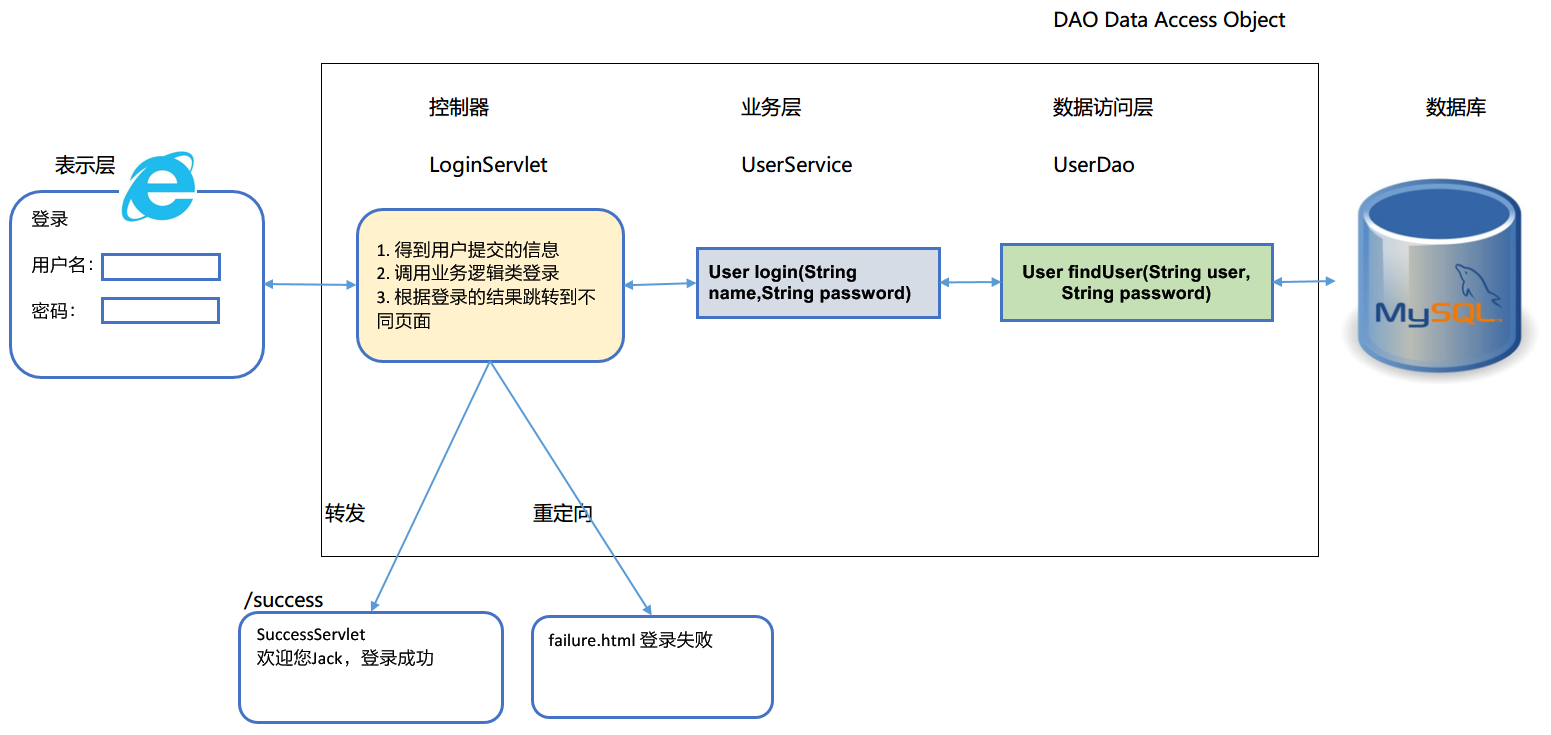 DAO Data Access Object
控制器
业务层
数据访问层
数据库
表示层
LoginServlet
UserService
UserDao
登录
用户名：
密码：
1. 得到用户提交的信息
2. 调用业务逻辑类登录
3. 根据登录的结果跳转到不
同页面
User login(String
name,String password)
User findUser(String user,
String password)
MySQL
转发
重定向
/success
SuccessServlet
欢迎您Jack，登录成功
failure.html 登录失败